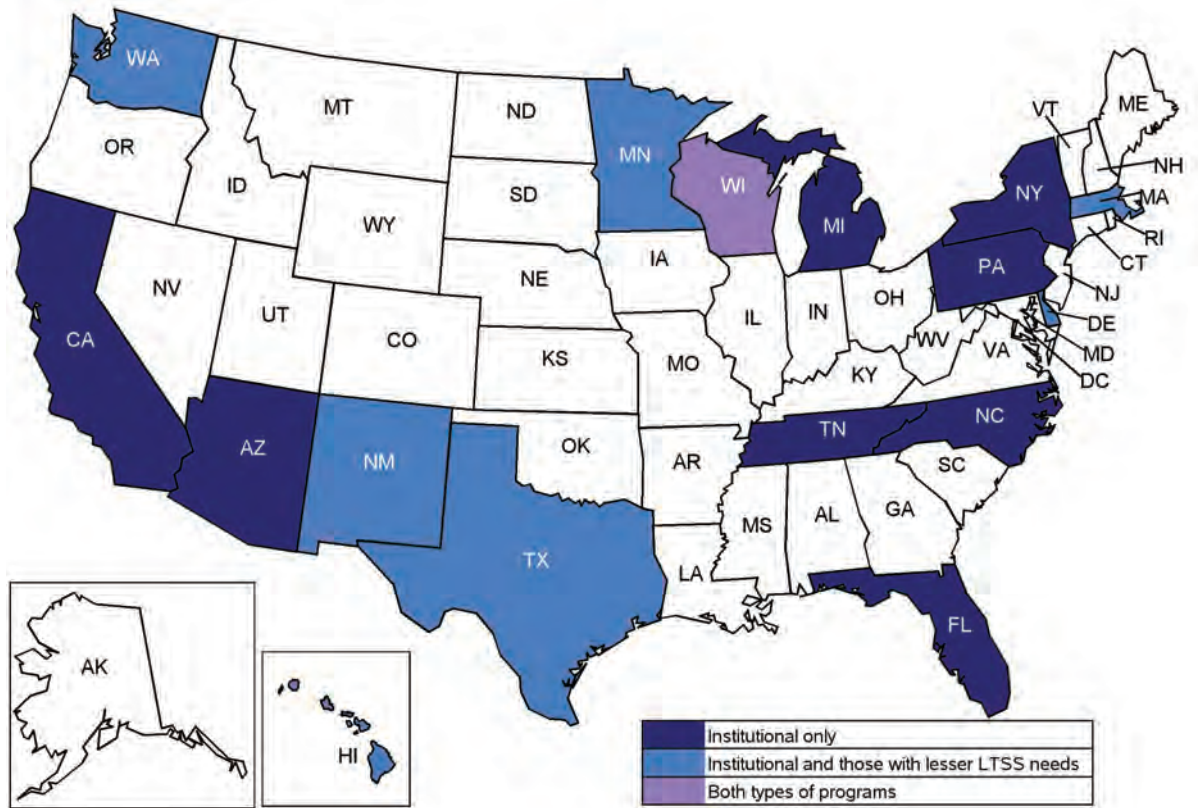 WA
MT
ND
MN
VT
ME
OR
ID
SD
WI
NH
WY
MI
NY
MA
RI
IA
NE
PA
CT
NV
UT
IL
IN
OH
NJ
CA
CO
KS
MO
WV
VA
DE
MD
KY
DC
TN
NC
AZ
NM
OK
AR
SC
MS
AL
GA
TX
LA
FL
AK
HI
Institutional only
Institutional and those with lesser LTSS needs
Both types of programs